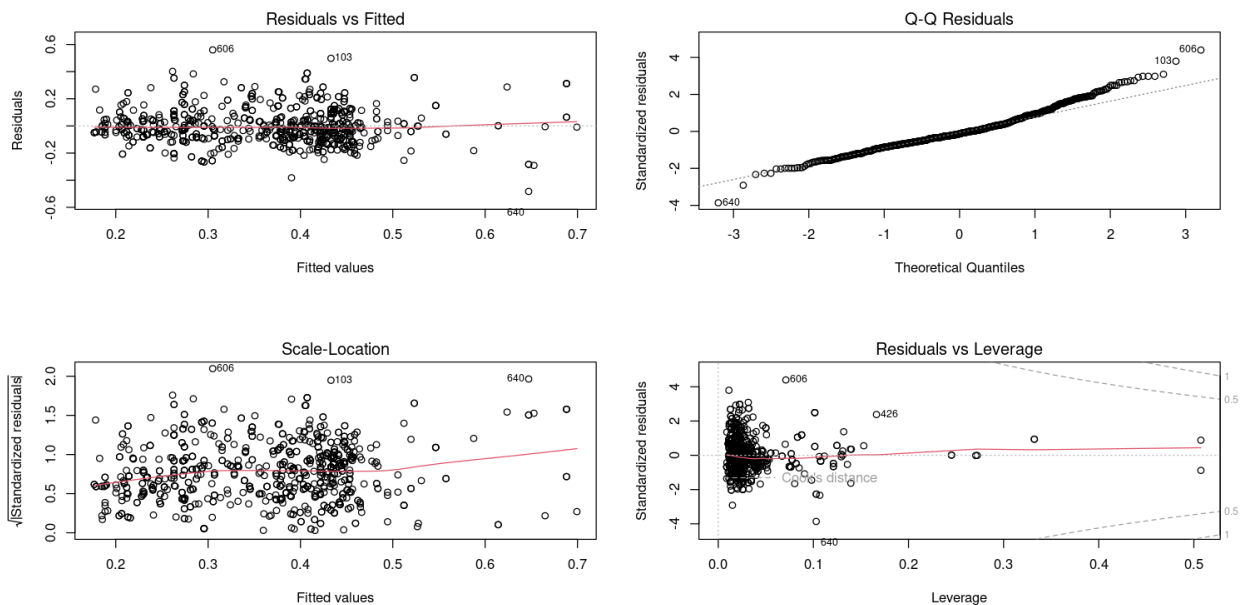 Residuals vs Fitted
Residuals
-0.6
-0.2
0.2
0.6
606
103
640
0.2 0.3 0.4 0.5 0.6 0.7
Fitted values
Q-Q Residuals
Standardized residuals
-4
-2
0
2
4
606
103
640
-3 -2 -1 0 1 2 3
Theoretical Quantiles
Scale-Location
√|Standardized residuals|
0.0
0.5
1.0
1.5
2.0
606
103
640
0.2 0.3 0.4 0.5 0.6 0.7
Fitted values
Residuals vs Leverage
Standardized residuals
-4
-2
0
2
4
606
426
640
Cook's distance
1
0.5
0.5
1
0.0 0.1 0.2 0.3 0.4 0.5
Leverage